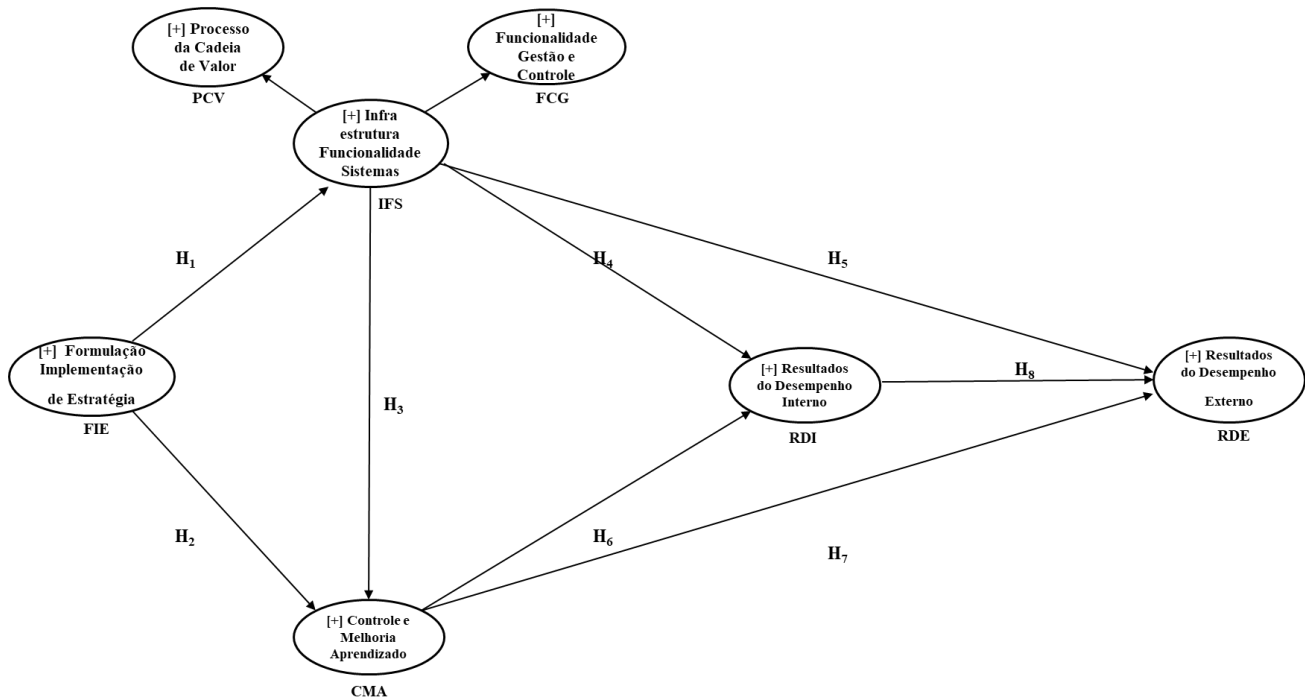 [+] Processo
da Cadeia
de Valor
PCV
[+]
Funcionalidade
Gestão e
Controle
FCG
[+] Infra
estrutura
Funcionalidade
Sistemas
IFS
H1
H4
H5
[+] Formulação
Implementação
de Estratégia
FIE
H3
[+] Resultados
do Desempenho
Interno
RDI
H8
[+] Resultados
do Desempenho
Externo
RDE
H2
H6
H7
[+] Controle e
Melhoria
Aprendizado
CMA